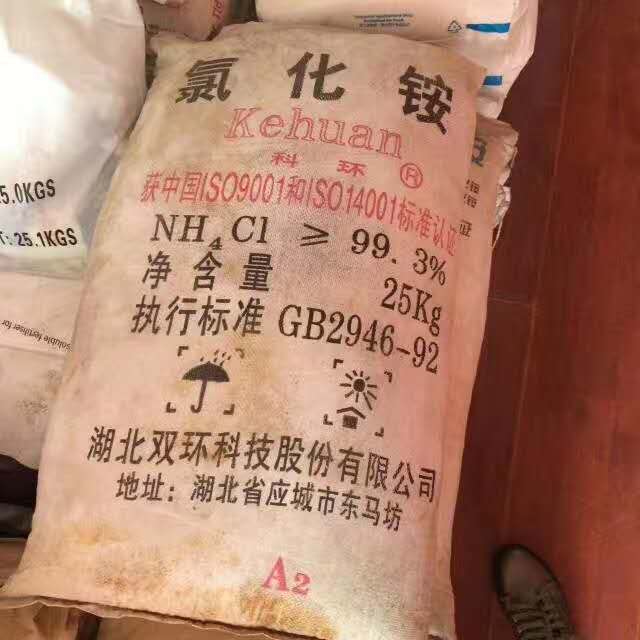 氯化铵
Kehuan
科环®
获中国ISO9001和ISO14001标准认证
NH₄Cl ≥ 99.3%
净含量 25Kg
执行标准 GB2946-92
湖北双环科技股份有限公司
地址：湖北省应城市东马坊
A2
5.0KGS
T: 25.1KGS
soluble fertiliser for